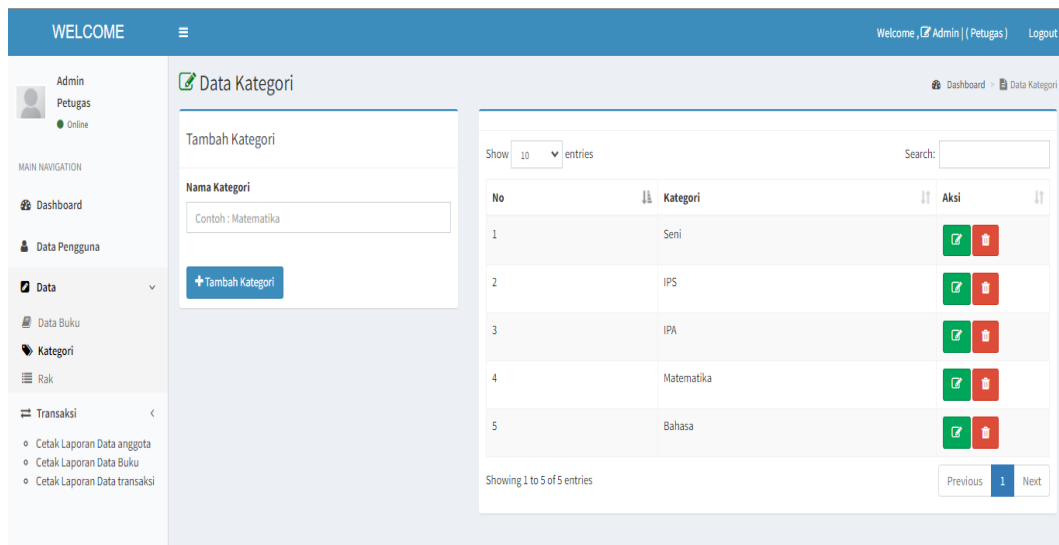 WELCOME
Welcome , Admin | ( Petugas ) Logout
Admin
Petugas
Online
MAIN NAVIGATION
Dashboard
Data Pengguna
Data
Data Buku
Kategori
Rak
Transaksi
Cetak Laporan Data anggota
Cetak Laporan Data Buku
Cetak Laporan Data transaksi
Data Kategori
Dashboard > Data Kategori
Tambah Kategori
Nama Kategori
Contoh : Matematika
Tambah Kategori
Show 10 entries Search:
No Kategori Aksi
1 Seni
2 IPS
3 IPA
4 Matematika
5 Bahasa
Showing 1 to 5 of 5 entries Previous 1 Next